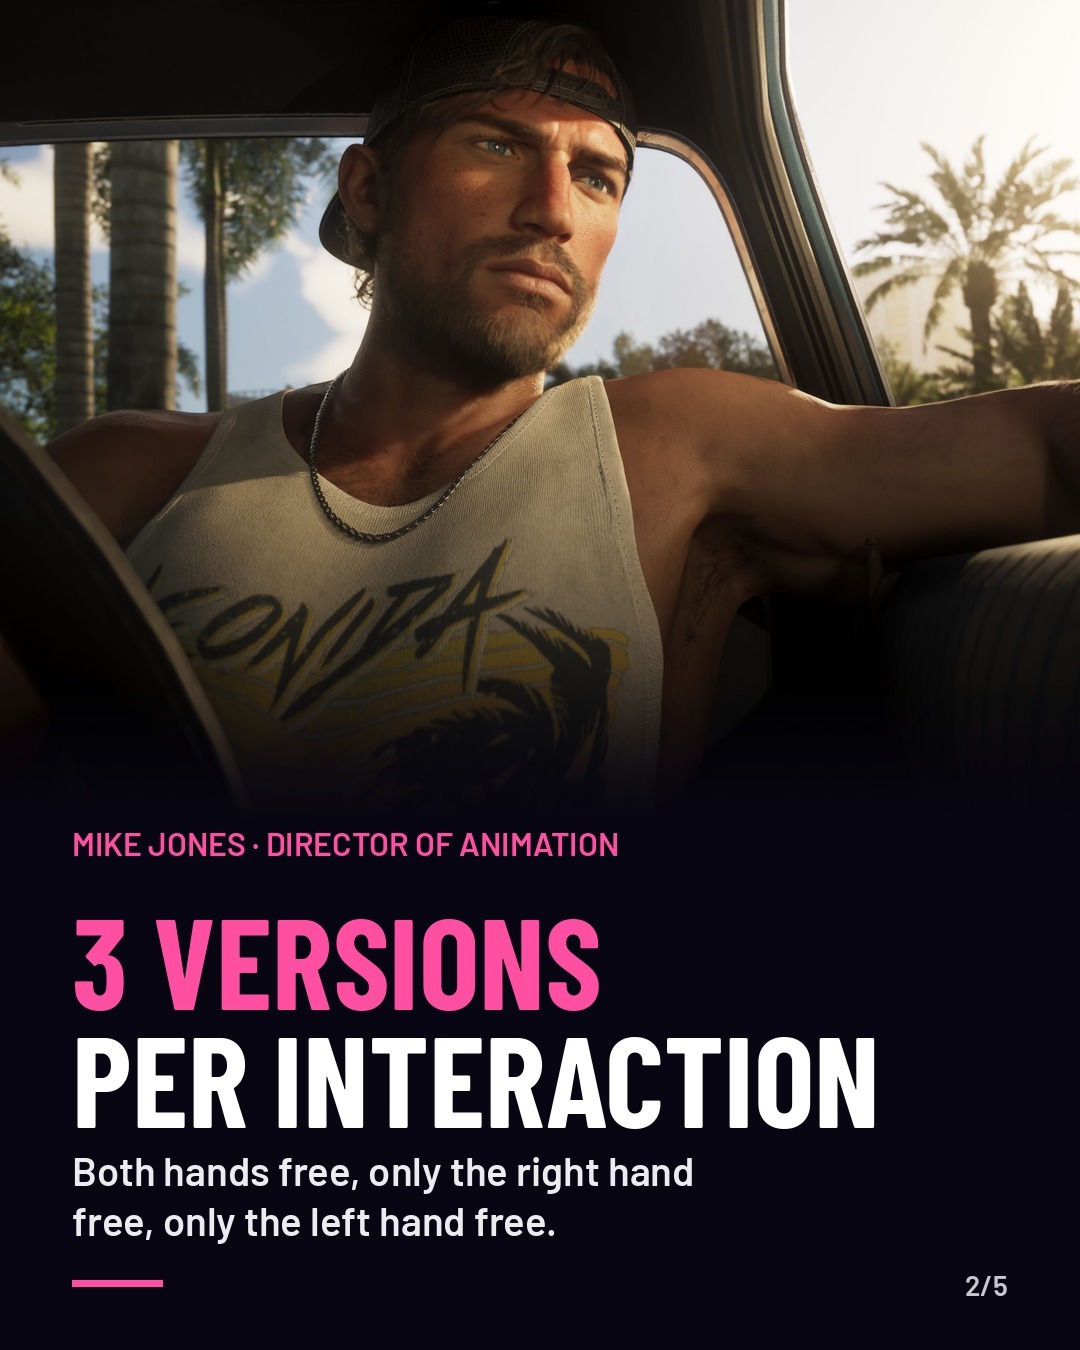 LEONIDA
MIKE JONES · DIRECTOR OF ANIMATION
3 VERSIONS
PER INTERACTION
Both hands free, only the right hand
free, only the left hand free.
2/5